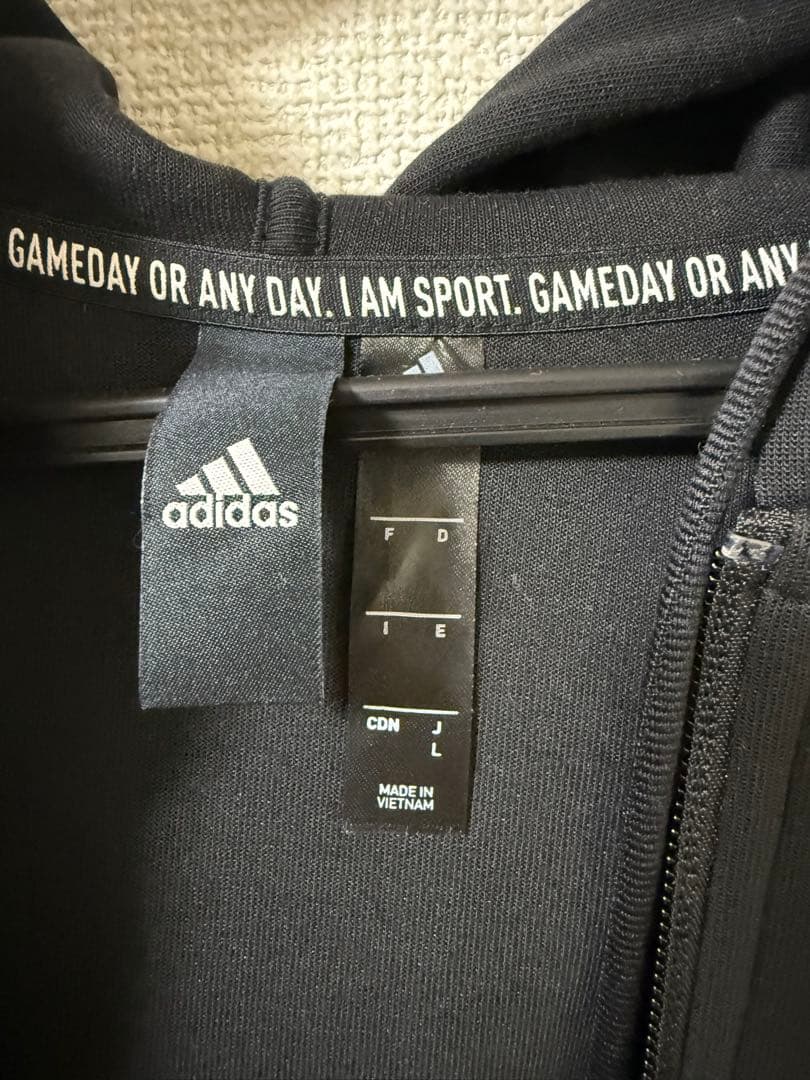 GAMEDAY OR ANY DAY. I AM SPORT. GAMEDAY OR ANY
adidas
F D
I E
CDN J
L
MADE IN
VIETNAM